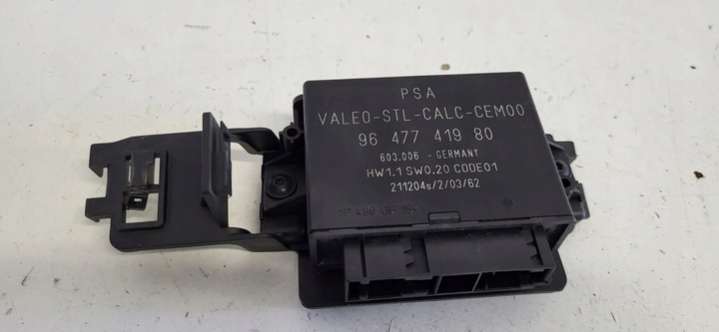 PSA
VALEO-STL-CALC-CEM00
96 477 419 80
603.006 - GERMANY
HW1.1 SW0.20 CODE01
211204s/2/03/62